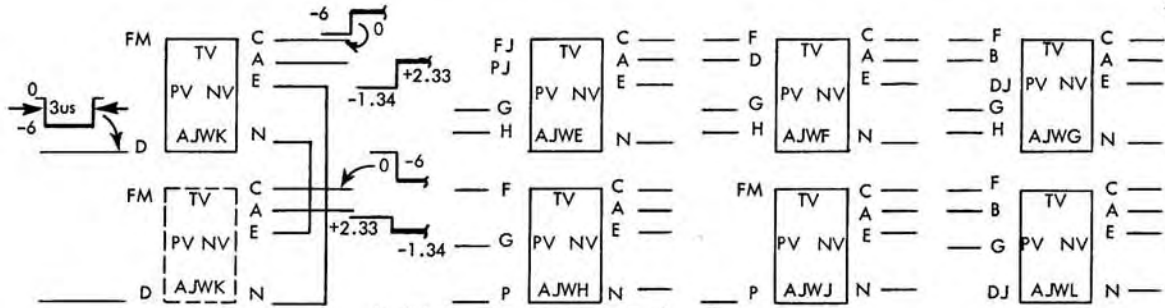 -6
0
FM TV C
A
E
PV NV
0
3us
-6
D AJWK N
+2.33
-1.34
FJ TV C
PJ A
E
PV NV
G
H AJWE N
F TV C
D A
E
PV NV
G
H AJWF N
F TV C
B A
E
DJ PV NV
G
H AJWG N
0 -6
FM TV C
A
E
PV NV
D AJWK N
+2.33
-1.34
F TV C
A
E
G PV NV
P AJWH N
FM TV C
A
E
PV NV
P AJWJ N
F TV C
B A
E
G PV NV
DJ AJWL N